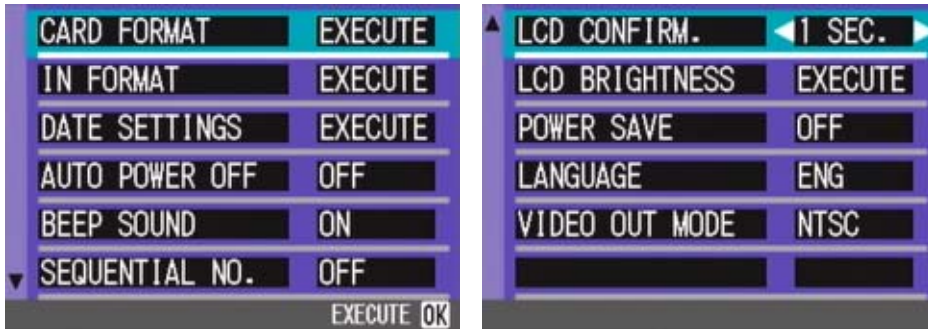 CARD FORMAT EXECUTE
IN FORMAT EXECUTE
DATE SETTINGS EXECUTE
AUTO POWER OFF OFF
BEEP SOUND ON
SEQUENTIAL NO. OFF
EXECUTE OK
LCD CONFIRM. 1 SEC.
LCD BRIGHTNESS EXECUTE
POWER SAVE OFF
LANGUAGE ENG
VIDEO OUT MODE NTSC